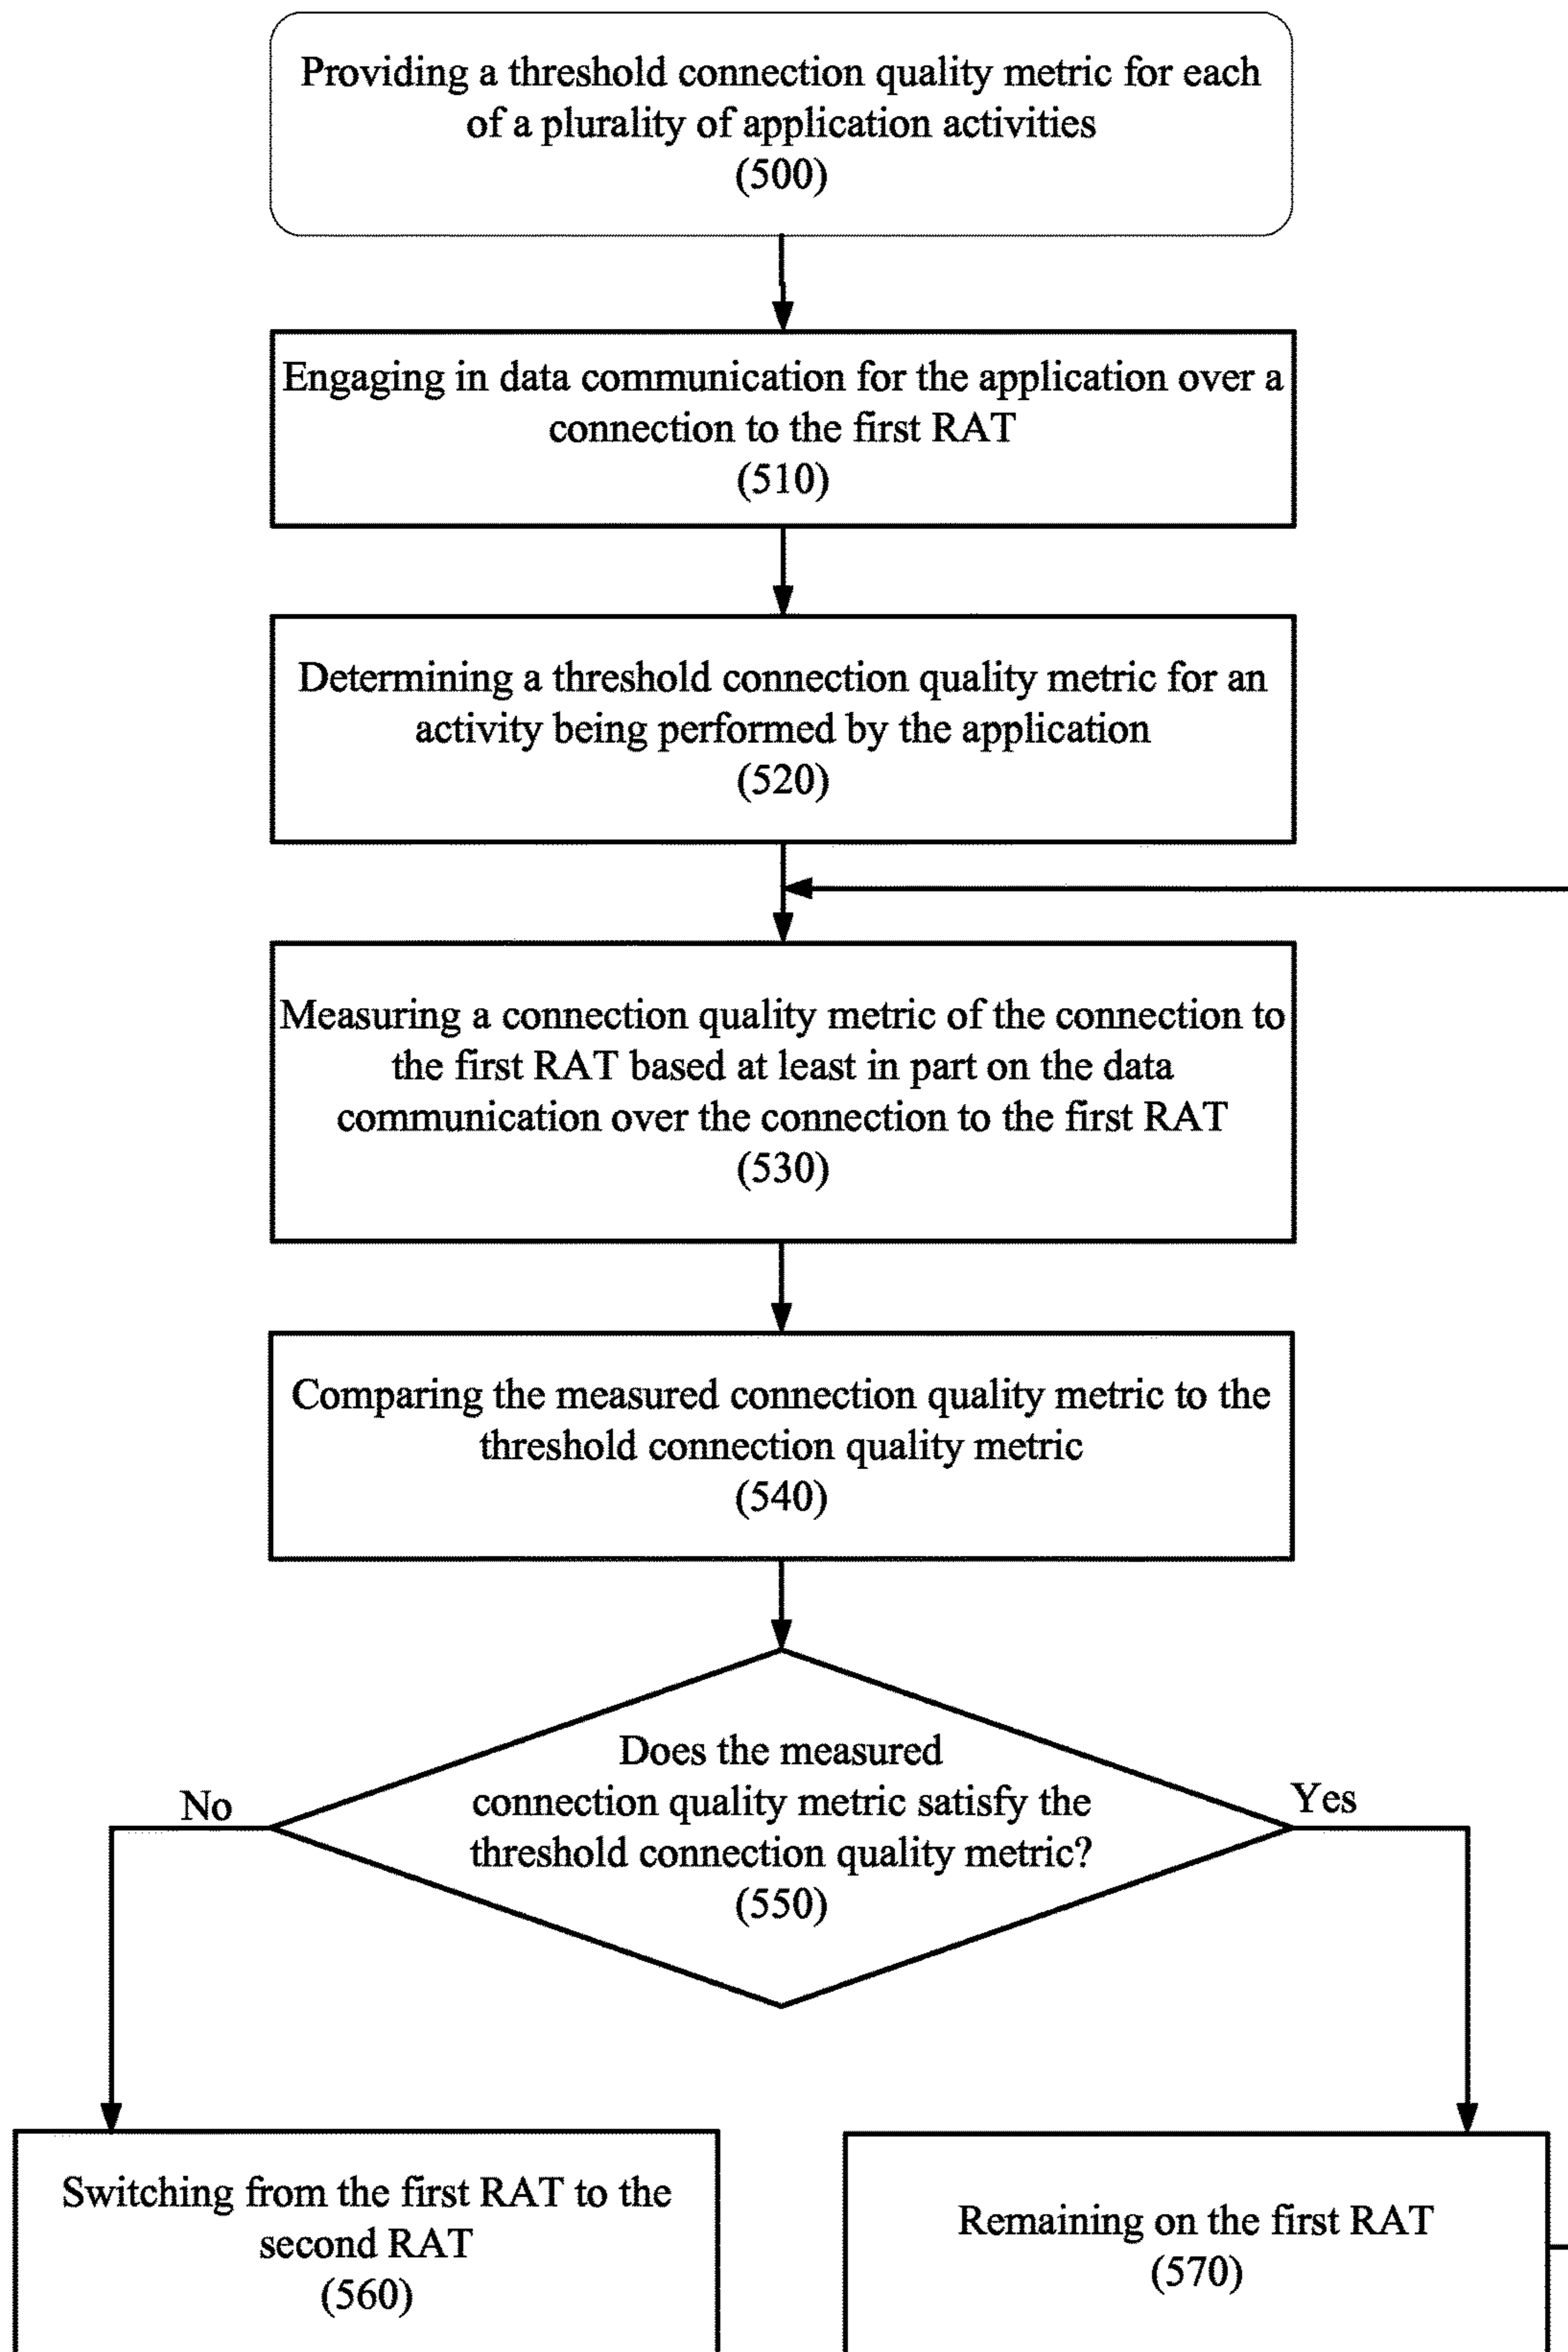 Providing a threshold connection quality metric for each
of a plurality of application activities
(500)
Engaging in data communication for the application over a
connection to the first RAT
(510)
Determining a threshold connection quality metric for an
activity being performed by the application
(520)
Measuring a connection quality metric of the connection to
the first RAT based at least in part on the data
communication over the connection to the first RAT
(530)
Comparing the measured connection quality metric to the
threshold connection quality metric
(540)
Does the measured
connection quality metric satisfy the
threshold connection quality metric?
(550)
No
Yes
Switching from the first RAT to the
second RAT
(560)
Remaining on the first RAT
(570)